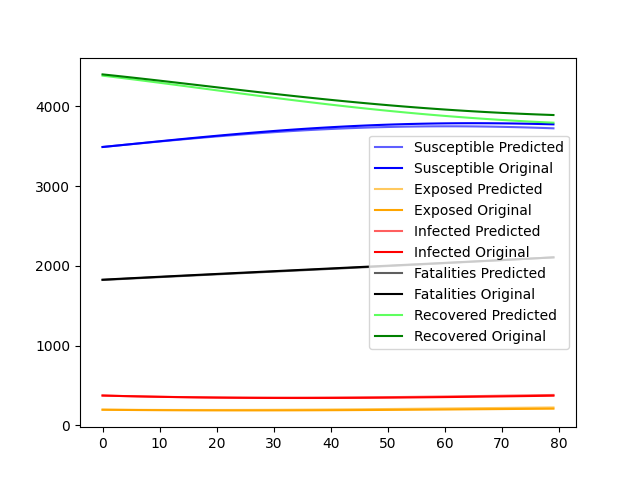 4000
3000
2000
1000
0
Susceptible Predicted
Susceptible Original
Exposed Predicted
Exposed Original
Infected Predicted
Infected Original
Fatalities Predicted
Fatalities Original
Recovered Predicted
Recovered Original
0 10 20 30 40 50 60 70 80